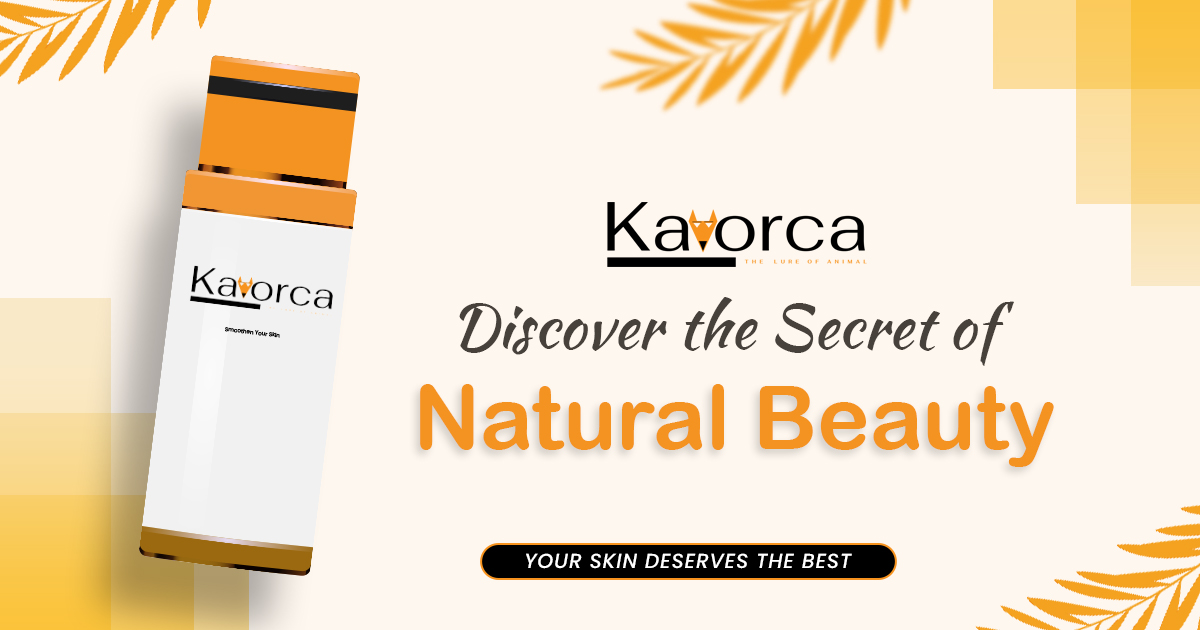 Kavorca
THE LURE OF ANIMAL
Discover the Secret of
Natural Beauty
YOUR SKIN DESERVES THE BEST
Kavorca
Smoothen Your Skin